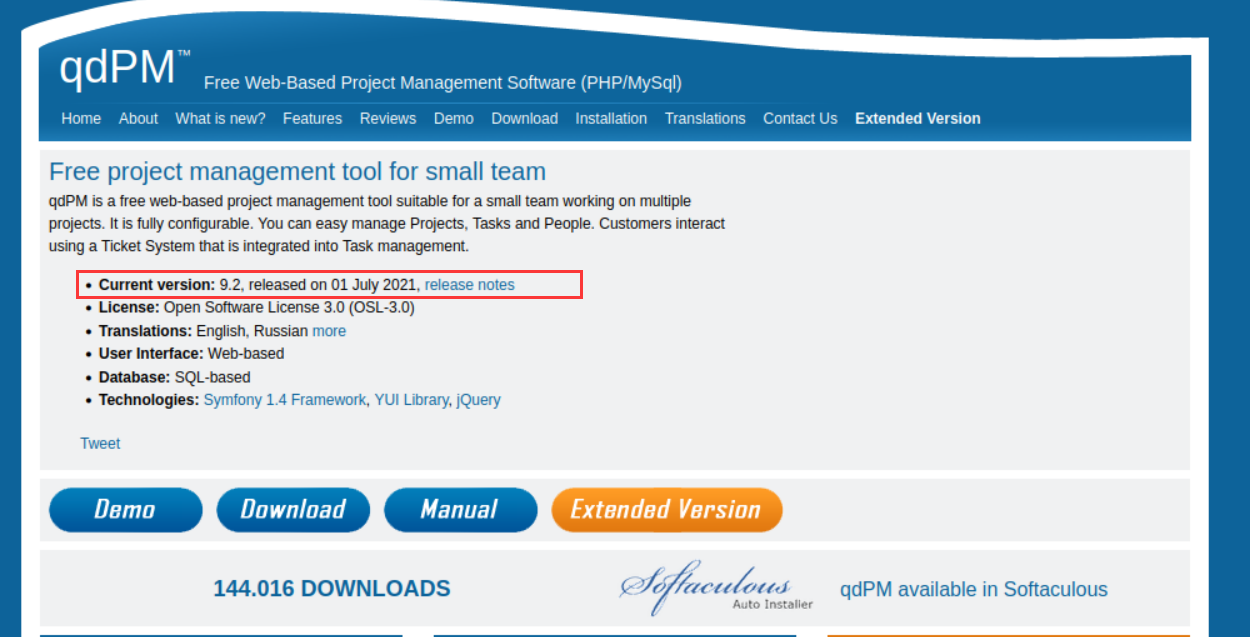 qdPM™ Free Web-Based Project Management Software (PHP/MySql)
Home About What is new? Features Reviews Demo Download Installation Translations Contact Us Extended Version
Free project management tool for small team
qdPM is a free web-based project management tool suitable for a small team working on multiple
projects. It is fully configurable. You can easy manage Projects, Tasks and People. Customers interact
using a Ticket System that is integrated into Task management.
• Current version: 9.2, released on 01 July 2021, release notes
• License: Open Software License 3.0 (OSL-3.0)
• Translations: English, Russian more
• User Interface: Web-based
• Database: SQL-based
• Technologies: Symfony 1.4 Framework, YUI Library, jQuery
Tweet
Demo Download Manual Extended Version
144.016 DOWNLOADS
Softaculous
Auto Installer
qdPM available in Softaculous